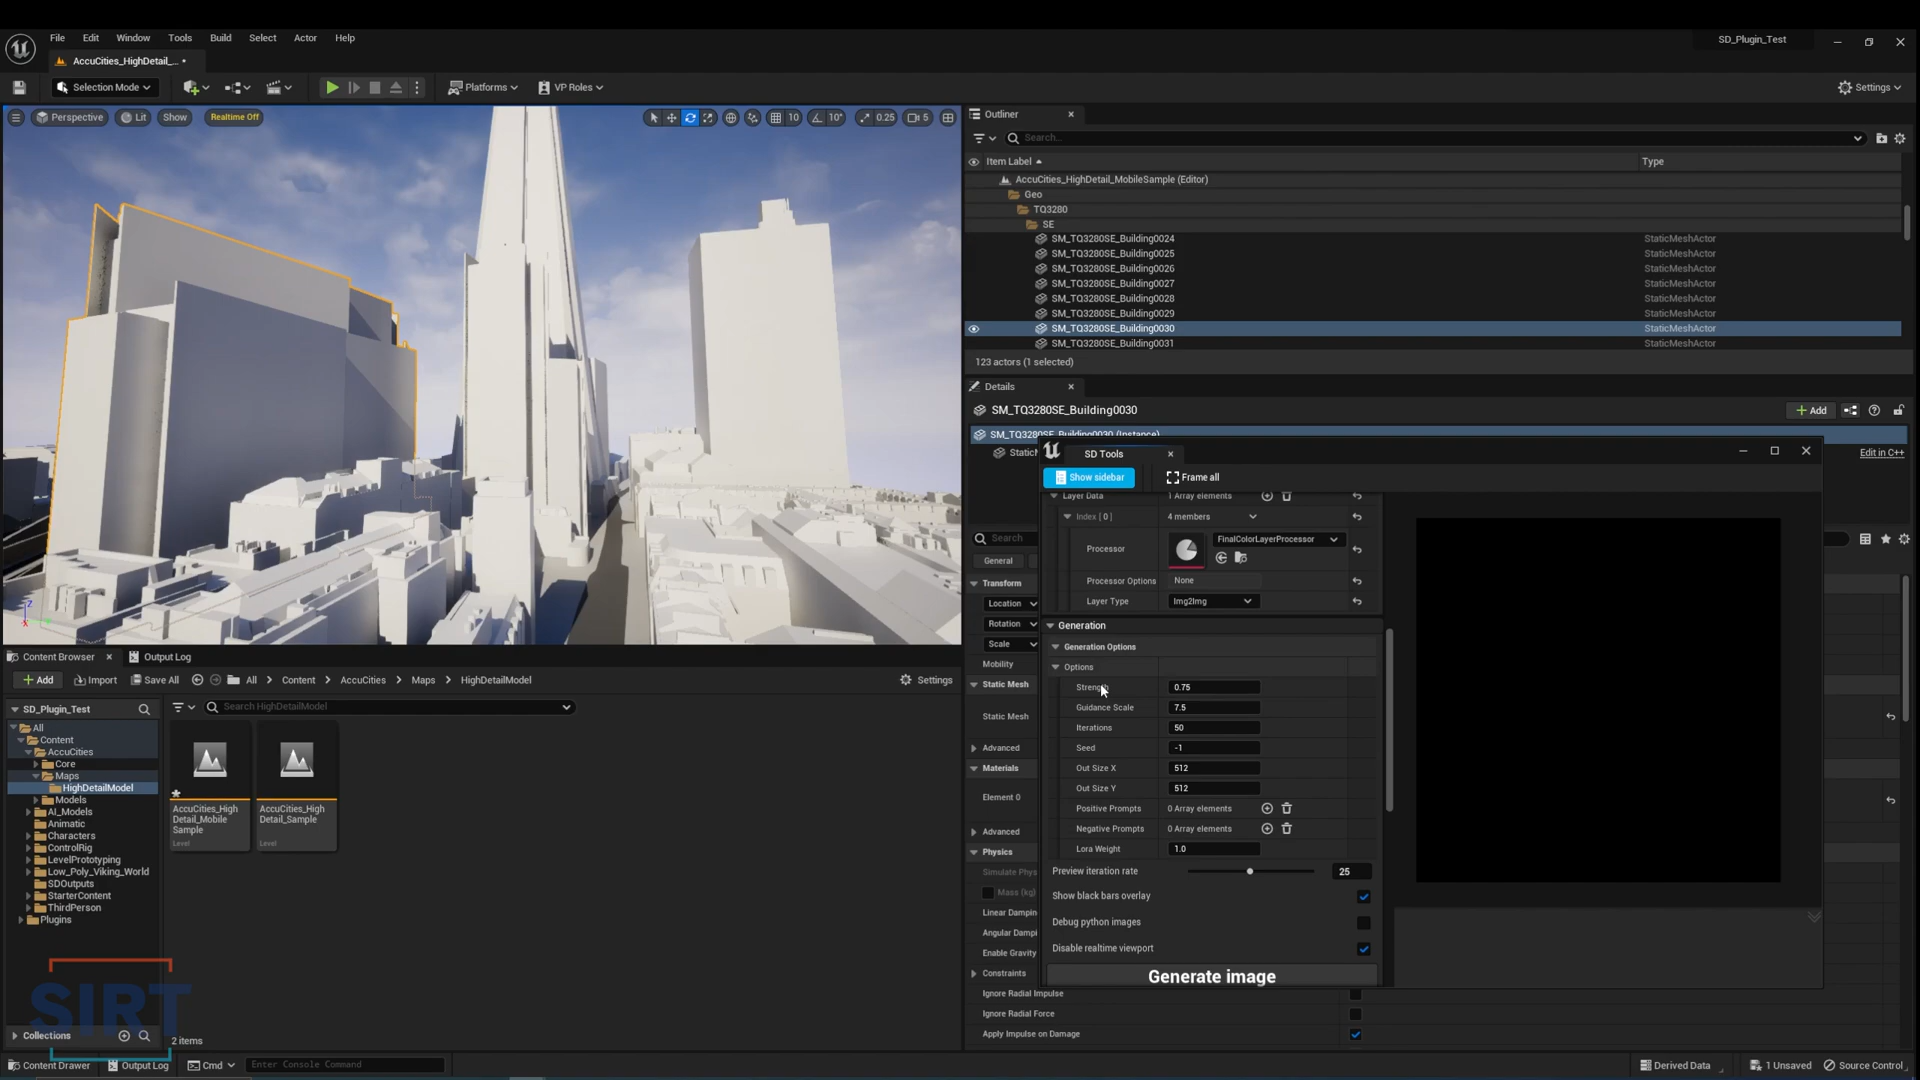 File Edit Window Tools Build Select Actor Help
SD_Plugin_Test
AccuCities_HighDetail_... •
Selection Mode
Platforms
VP Roles
Settings
Perspective
Lit
Show
Realtime Off
10
10°
0.25
5
Outliner
Search...
Item Label
Type
AccuCities_HighDetail_MobileSample (Editor)
Geo
TQ3280
SE
SM_TQ3280SE_Building0024 StaticMeshActor
SM_TQ3280SE_Building0025 StaticMeshActor
SM_TQ3280SE_Building0026 StaticMeshActor
SM_TQ3280SE_Building0027 StaticMeshActor
SM_TQ3280SE_Building0028 StaticMeshActor
SM_TQ3280SE_Building0029 StaticMeshActor
SM_TQ3280SE_Building0030 StaticMeshActor
SM_TQ3280SE_Building0031 StaticMeshActor
123 actors (1 selected)
Details
SM_TQ3280SE_Building0030
Add
SM_TQ3280SE_Building0030 (Instance)
Edit in C++
Search
General
Transform
Location
Rotation
Scale
Mobility
Static Mesh
Static Mesh
Advanced
Materials
Element 0
Advanced
Physics
Simulate Phys
Mass (kg)
Linear Dampin
Angular Dampi
Enable Gravity
Constraints
Ignore Radial Impulse
Ignore Radial Force
Apply Impulse on Damage
SD Tools
Show sidebar
Frame all
Layer Data 1 Array elements
Index [ 0 ] 4 members
Processor FinalColorLayerProcessor
Processor Options None
Layer Type Img2Img
Generation
Generation Options
Options
Strength 0.75
Guidance Scale 7.5
Iterations 50
Seed -1
Out Size X 512
Out Size Y 512
Positive Prompts 0 Array elements
Negative Prompts 0 Array elements
Lora Weight 1.0
Preview iteration rate 25
Show black bars overlay
Debug python images
Disable realtime viewport
Generate image
Content Browser
Output Log
Add
Import
Save All
All
Content
AccuCities
Maps
HighDetailModel
Settings
SD_Plugin_Test
Search HighDetailModel
All
Content
AccuCities
Core
Maps
HighDetailModel
Models
AI_Models
Animatic
Characters
ControlRig
LevelPrototyping
Low_Poly_Viking_World
SDOutputs
StarterContent
ThirdPerson
Plugins
AccuCities_High
Detail_Mobile
Sample
Level
AccuCities_High
Detail_Sample
Level
SIRT
Collections
2 items
Content Drawer
Output Log
Cmd
Enter Console Command
Derived Data
1 Unsaved
Source Control